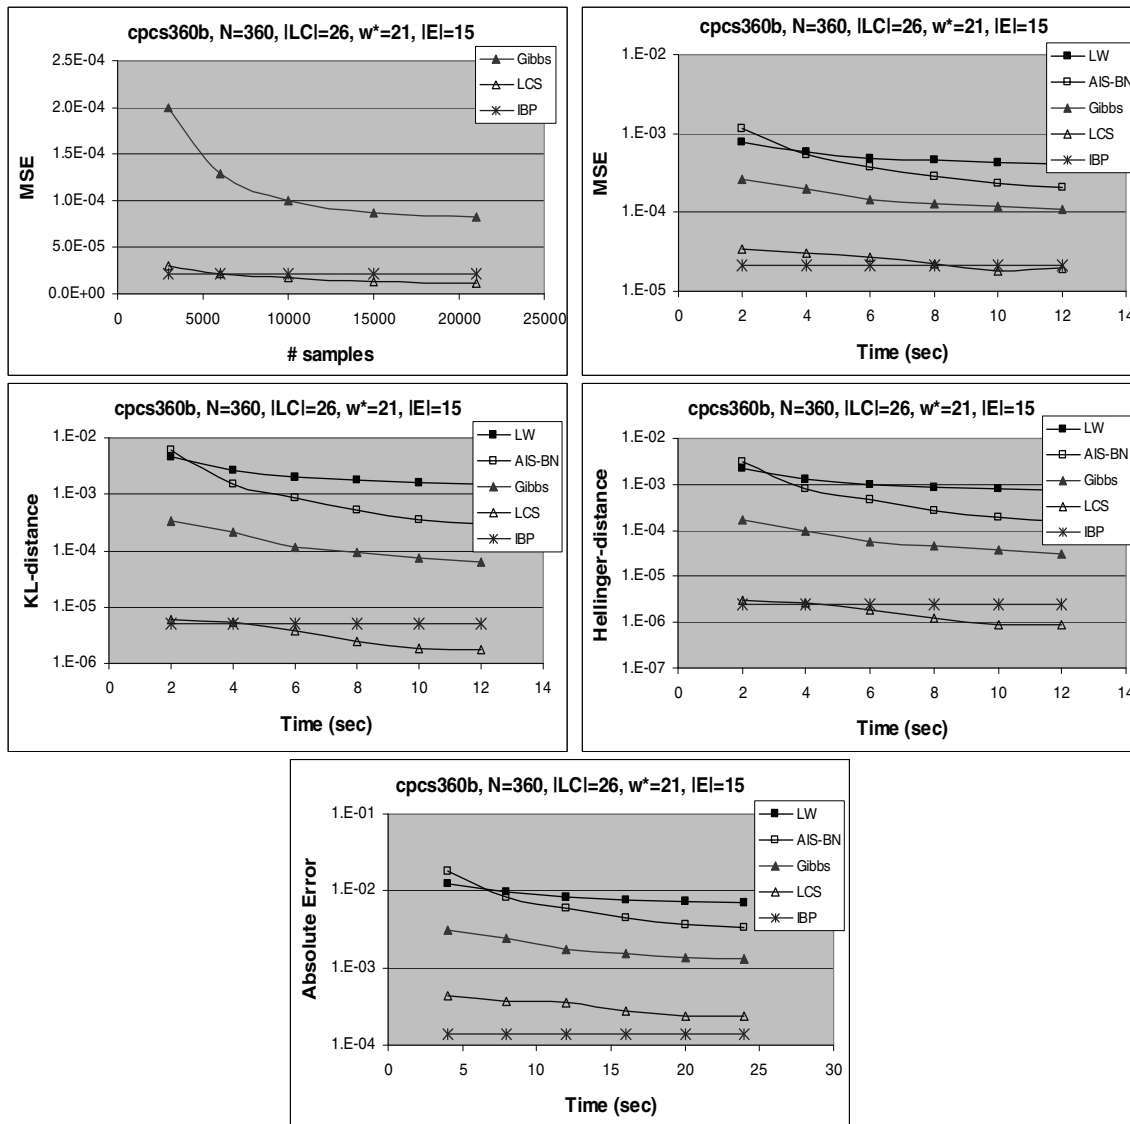 cpcs360b, N=360, |LC|=26, w*=21, |E|=15
2.5E-04
2.0E-04
1.5E-04
1.0E-04
5.0E-05
0.0E+00
MSE
0 5000 10000 15000 20000 25000
# samples
Gibbs
LCS
IBP
cpcs360b, N=360, |LC|=26, w*=21, |E|=15
1.E-02
1.E-03
1.E-04
1.E-05
MSE
0 2 4 6 8 10 12 14
Time (sec)
LW
AIS-BN
Gibbs
LCS
IBP
cpcs360b, N=360, |LC|=26, w*=21, |E|=15
1.E-02
1.E-03
1.E-04
1.E-05
1.E-06
KL-distance
0 2 4 6 8 10 12 14
Time (sec)
LW
AIS-BN
Gibbs
LCS
IBP
cpcs360b, N=360, |LC|=26, w*=21, |E|=15
1.E-02
1.E-03
1.E-04
1.E-05
1.E-06
1.E-07
Hellinger-distance
0 2 4 6 8 10 12 14
Time (sec)
LW
AIS-BN
Gibbs
LCS
IBP
cpcs360b, N=360, |LC|=26, w*=21, |E|=15
1.E-01
1.E-02
1.E-03
1.E-04
Absolute Error
0 5 10 15 20 25 30
Time (sec)
LW
AIS-BN
Gibbs
LCS
IBP